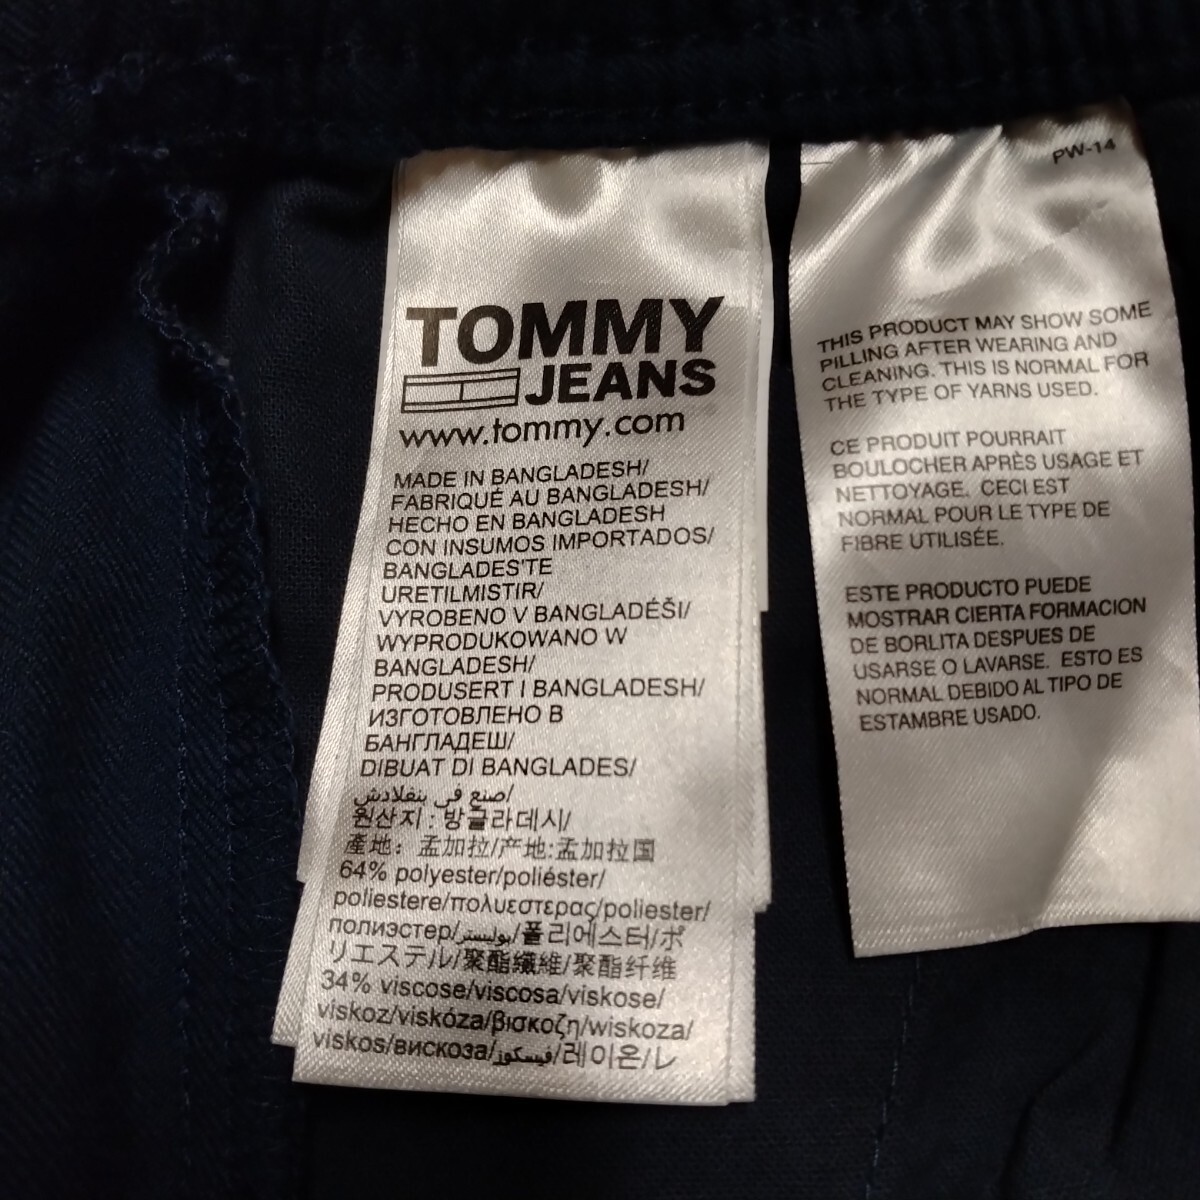 TOMMY
JEANS
www.tommy.com
MADE IN BANGLADESH/
FABRIQUÉ AU BANGLADESH/
HECHO EN BANGLADESH
CON INSUMOS IMPORTADOS/
BANGLADES'TE
URETILMISTIR/
VYROBENO V BANGLADÉŠI/
WYPRODUKOWANO W
BANGLADESH/
PRODUSERT I BANGLADESH/
ИЗГОТОВЛЕНО В
БАНГЛАДЕШ/
DIBUAT DI BANGLADES/
صنع في بنغلادش/
원산지 : 방글라데시/
產地: 孟加拉/产地:孟加拉国
64% polyester/poliéster/
poliestere/πολυεστερας/poliester/
полиэстер/بوليستر/폴리에스터/ポ
リエステル/聚酯纖維/聚酯纤维
34% viscose/viscosa/viskose/
viskoz/viskóza/βισκοζη/wiskoza/
viskos/вискоза/فيسكوز/레이온/レ
PW-14
THIS PRODUCT MAY SHOW SOME
PILLING AFTER WEARING AND
CLEANING. THIS IS NORMAL FOR
THE TYPE OF YARNS USED.
CE PRODUIT POURRAIT
BOULOCHER APRÈS USAGE ET
NETTOYAGE. CECI EST
NORMAL POUR LE TYPE DE
FIBRE UTILISÉE.
ESTE PRODUCTO PUEDE
MOSTRAR CIERTA FORMACION
DE BORLITA DESPUES DE
USARSE O LAVARSE. ESTO ES
NORMAL DEBIDO AL TIPO DE
ESTAMBRE USADO.